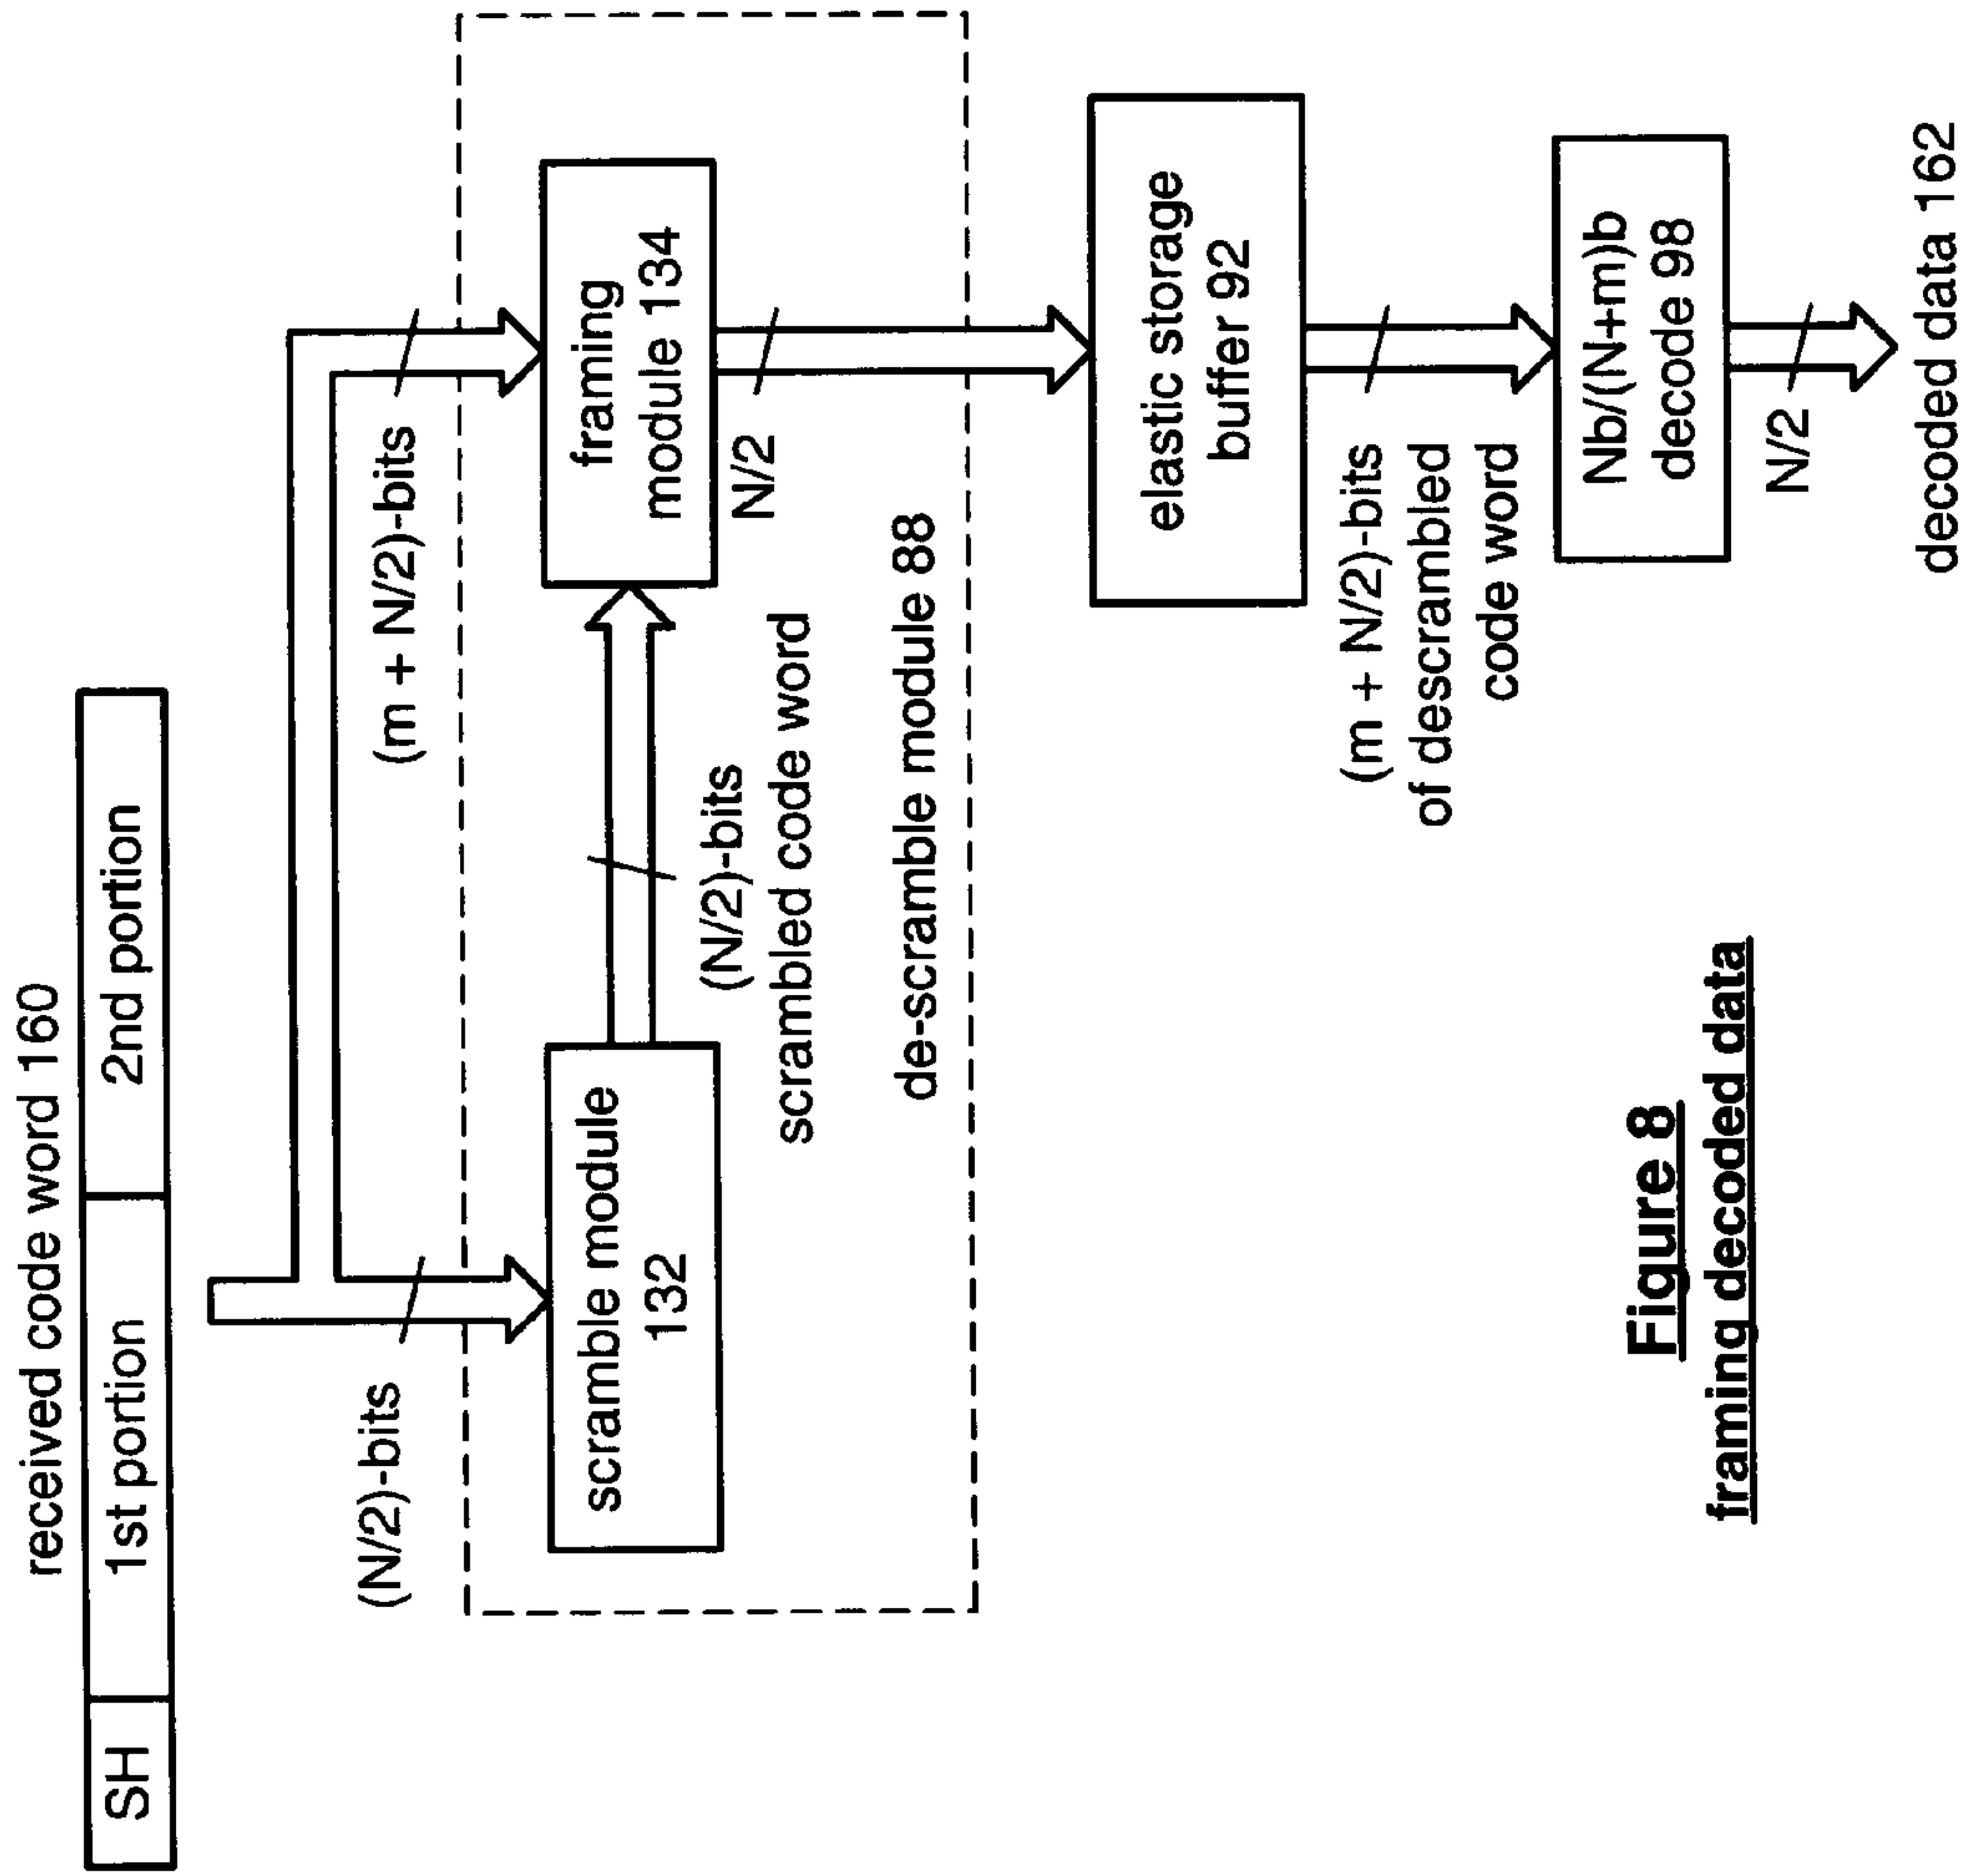 received code word 160
SH
1st portion
2nd portion
(N/2)-bits
(m + N/2)-bits
scramble module
132
(N/2)-bits
scrambled code word
framing
module 134
N/2
de-scramble module 88
elastic storage
buffer 92
(m + N/2)-bits
of descrambled
code word
Nb/(N+m)b
decode 98
N/2
decoded data 162
Figure 8
framing decoded data